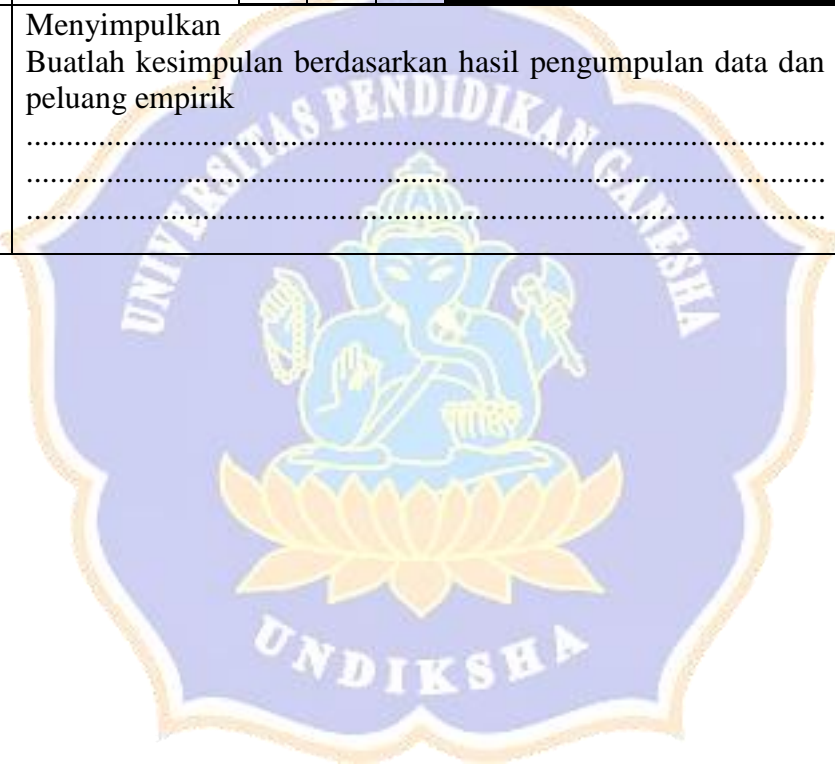 Menyimpulkan
Buatlah kesimpulan berdasarkan hasil pengumpulan data dan
peluang empirik
....................................................................................................
....................................................................................................
....................................................................................................
UNIVERSITAS PENDIDIKAN GANESHA
UNDIKSHA